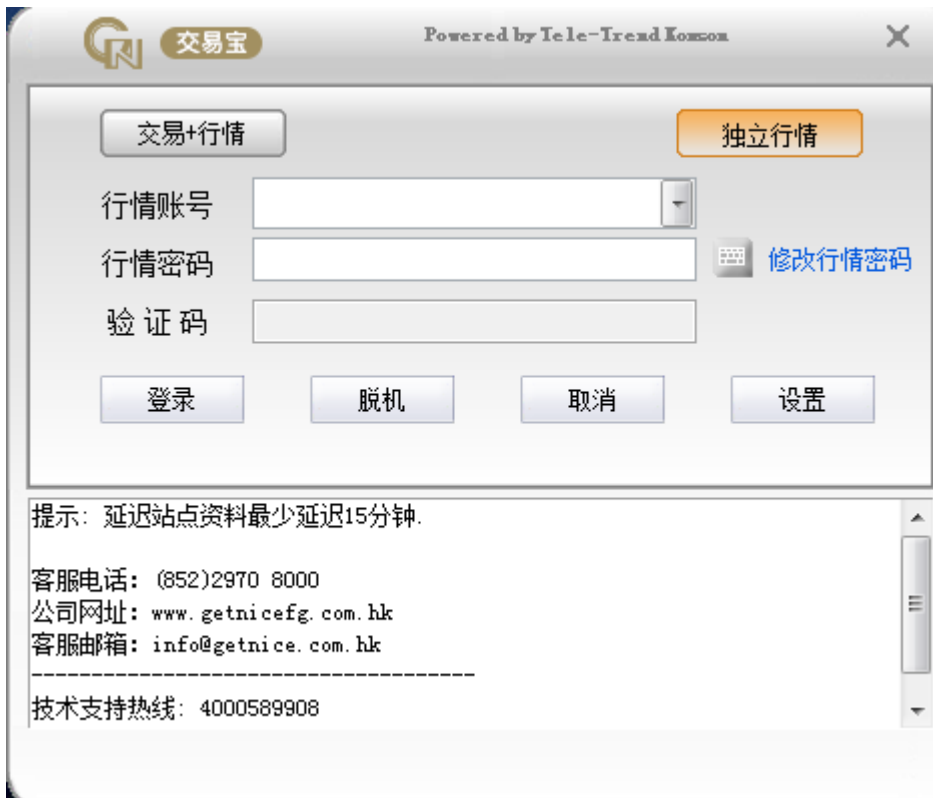 GN 交易宝 Powered by Tele-Trend Konson
交易+行情 独立行情
行情账号
行情密码 修改行情密码
验证码
登录 脱机 取消 设置
提示: 延迟站点资料最少延迟15分钟.
客服电话: (852)2970 8000
公司网址: www.getnicefg.com.hk
客服邮箱: info@getnice.com.hk
-------------------------------------
技术支持热线: 4000589908